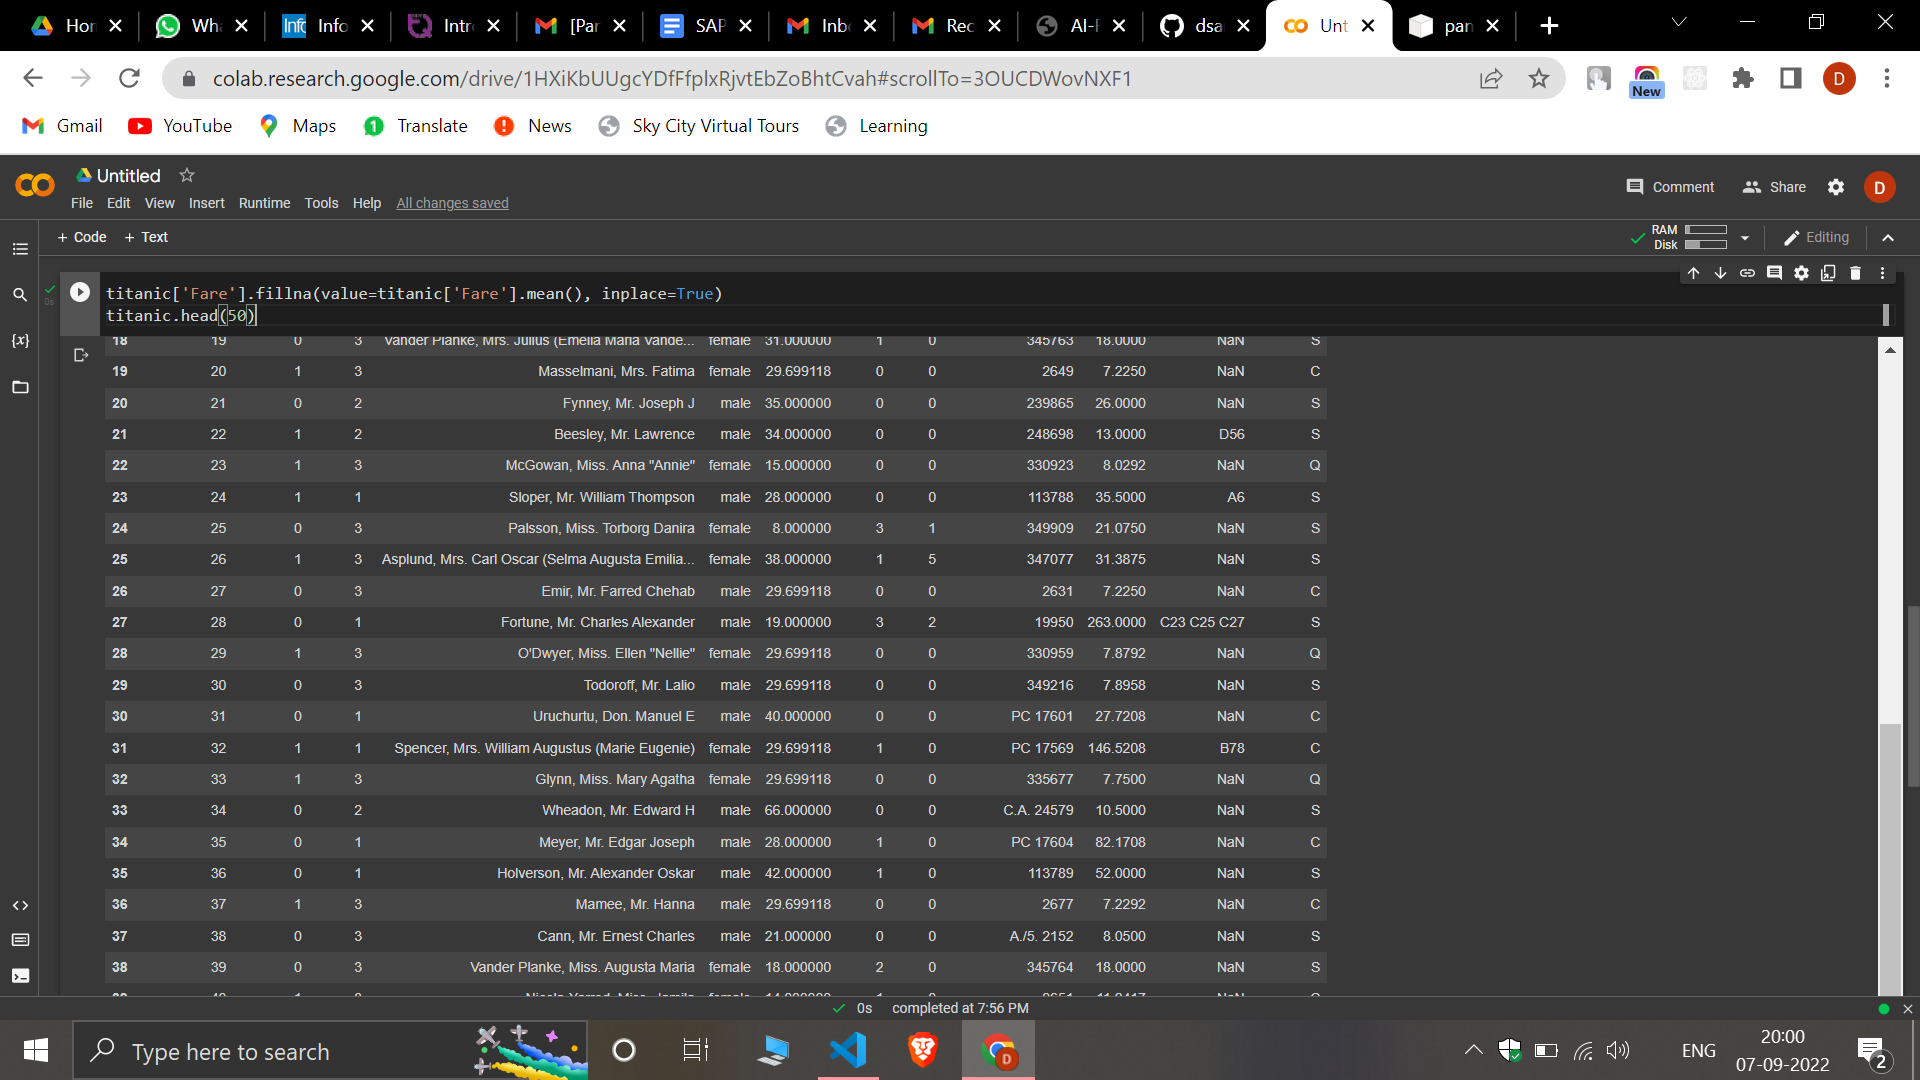 Hon
Wha
Info
Intr
[Par
SAP
Inb
Rec
AI-F
dsa
Unt
pan
colab.research.google.com/drive/1HXiKbUUgcYDfFfplxRjvtEbZoBhtCvah#scrollTo=3OUCDWovNXF1
New
D
Gmail
YouTube
Maps
Translate
News
Sky City Virtual Tours
Learning
Untitled
Comment
Share
D
File Edit View Insert Runtime Tools Help All changes saved
+ Code + Text
RAM
Disk
Editing
0s
titanic['Fare'].fillna(value=titanic['Fare'].mean(), inplace=True)
titanic.head(50)
{x}
18 19 0 3 Vander Planke, Mrs. Julius (Emelia Maria Vande... female 31.000000 1 0 345763 18.0000 NaN S
19 20 1 3 Masselmani, Mrs. Fatima female 29.699118 0 0 2649 7.2250 NaN C
20 21 0 2 Fynney, Mr. Joseph J male 35.000000 0 0 239865 26.0000 NaN S
21 22 1 2 Beesley, Mr. Lawrence male 34.000000 0 0 248698 13.0000 D56 S
22 23 1 3 McGowan, Miss. Anna "Annie" female 15.000000 0 0 330923 8.0292 NaN Q
23 24 1 1 Sloper, Mr. William Thompson male 28.000000 0 0 113788 35.5000 A6 S
24 25 0 3 Palsson, Miss. Torborg Danira female 8.000000 3 1 349909 21.0750 NaN S
25 26 1 3 Asplund, Mrs. Carl Oscar (Selma Augusta Emilia... female 38.000000 1 5 347077 31.3875 NaN S
26 27 0 3 Emir, Mr. Farred Chehab male 29.699118 0 0 2631 7.2250 NaN C
27 28 0 1 Fortune, Mr. Charles Alexander male 19.000000 3 2 19950 263.0000 C23 C25 C27 S
28 29 1 3 O'Dwyer, Miss. Ellen "Nellie" female 29.699118 0 0 330959 7.8792 NaN Q
29 30 0 3 Todoroff, Mr. Lalio male 29.699118 0 0 349216 7.8958 NaN S
30 31 0 1 Uruchurtu, Don. Manuel E male 40.000000 0 0 PC 17601 27.7208 NaN C
31 32 1 1 Spencer, Mrs. William Augustus (Marie Eugenie) female 29.699118 1 0 PC 17569 146.5208 B78 C
32 33 1 3 Glynn, Miss. Mary Agatha female 29.699118 0 0 335677 7.7500 NaN Q
33 34 0 2 Wheadon, Mr. Edward H male 66.000000 0 0 C.A. 24579 10.5000 NaN S
34 35 0 1 Meyer, Mr. Edgar Joseph male 28.000000 1 0 PC 17604 82.1708 NaN C
35 36 0 1 Holverson, Mr. Alexander Oskar male 42.000000 1 0 113789 52.0000 NaN S
36 37 1 3 Mamee, Mr. Hanna male 29.699118 0 0 2677 7.2292 NaN C
37 38 0 3 Cann, Mr. Ernest Charles male 21.000000 0 0 A./5. 2152 8.0500 NaN S
38 39 0 3 Vander Planke, Miss. Augusta Maria female 18.000000 2 0 345764 18.0000 NaN S
0s completed at 7:56 PM
Type here to search
D
ENG
20:00
07-09-2022
2